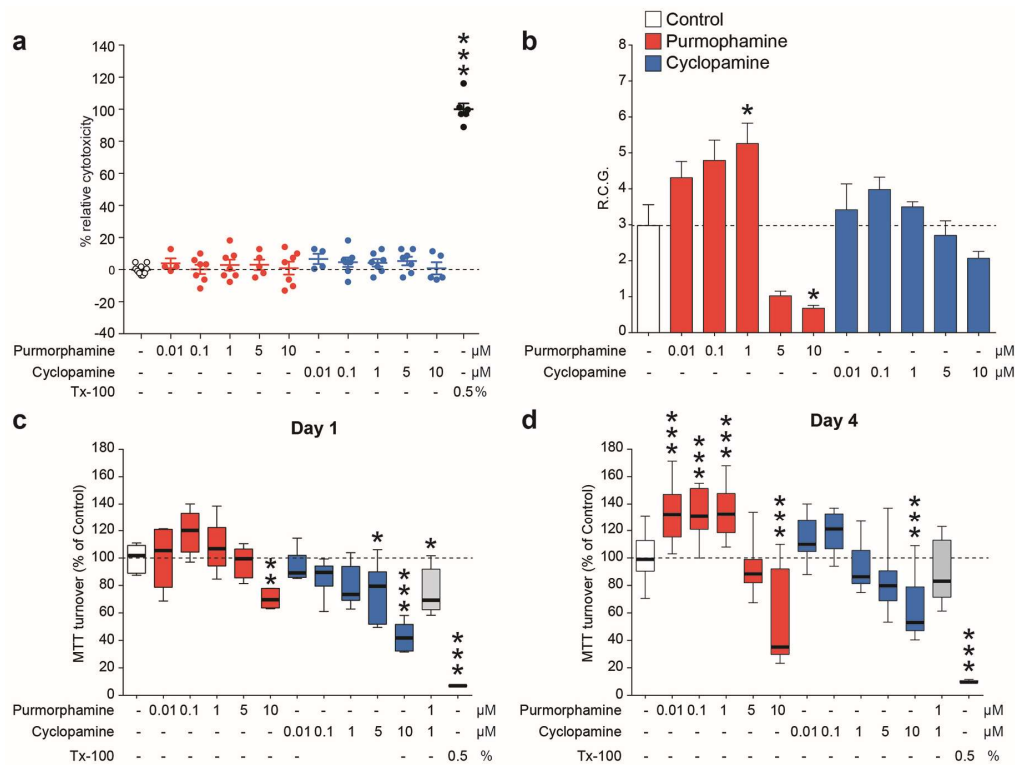 a
140
120
100
80
60
40
20
0
-20
-40
% relative cytotoxicity
***
Purmorphamine - 0.01 0.1 1 5 10 - - - - - - µM
Cyclopamine - - - - - - 0.01 0.1 1 5 10 - µM
Tx-100 - - - - - - - - - - - 0.5%
b
Control
Purmophamine
Cyclopamine
8
7
6
5
4
3
2
1
0
R.C.G.
*
*
Purmorphamine - 0.01 0.1 1 5 10 - - - - - µM
Cyclopamine - - - - - - 0.01 0.1 1 5 10 µM
c
Day 1
180
160
140
120
100
80
60
40
20
0
MTT turnover (% of Control)
**
*
***
*
***
Purmorphamine - 0.01 0.1 1 5 10 - - - - - 1 - µM
Cyclopamine - - - - - - 0.01 0.1 1 5 10 1 - µM
Tx-100 - - - - - - - - - - - - 0.5 %
d
Day 4
180
160
140
120
100
80
60
40
20
0
MTT turnover (% of Control)
***
***
***
***
***
***
Purmorphamine - 0.01 0.1 1 5 10 - - - - - 1 - µM
Cyclopamine - - - - - - 0.01 0.1 1 5 10 1 - µM
Tx-100 - - - - - - - - - - - - 0.5 %